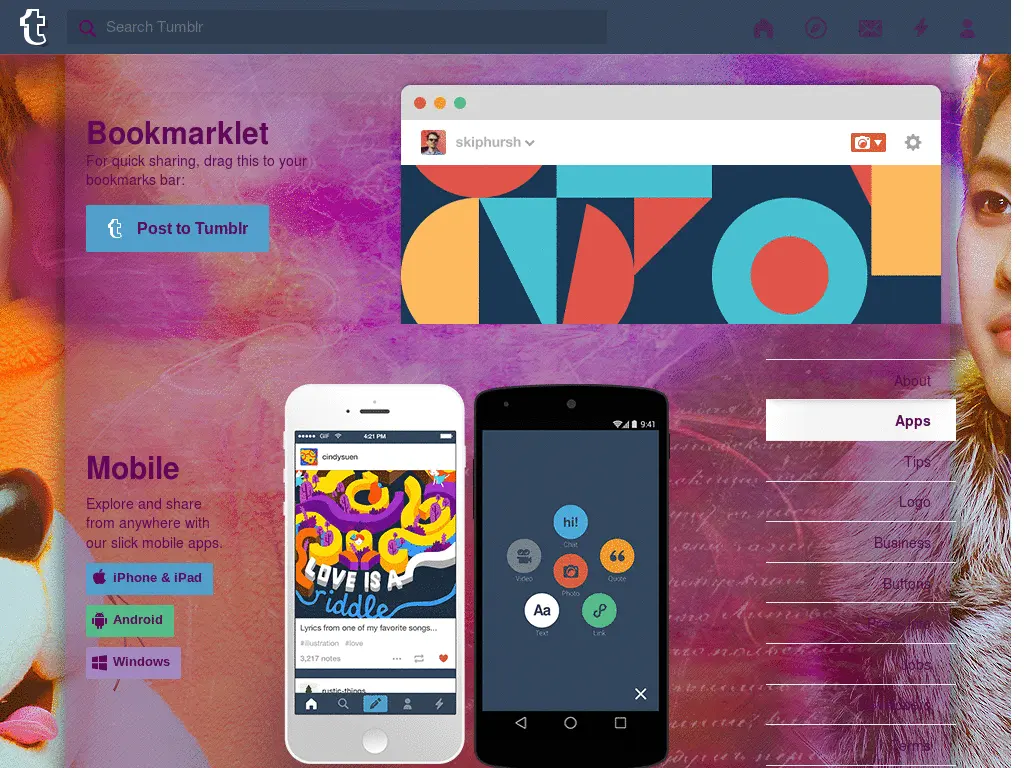 Search Tumblr
Bookmarklet
For quick sharing, drag this to your
bookmarks bar:
Post to Tumblr
skiphursh
Mobile
Explore and share
from anywhere with
our slick mobile apps.
iPhone & iPad
Android
Windows
GIF
4:21 PM
cindysuen
LOVE IS A
riddle
Lyrics from one of my favorite songs...
#illustration #love
3,217 notes
rustic-things
9:41
hi!
Chat
Video
Quote
Photo
Aa
Text
Link
About
Apps
Tips
Logo
Business
Buttons
Jobs
Terms